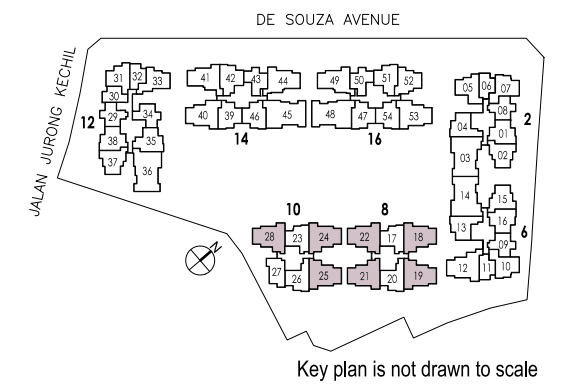 DE SOUZA AVENUE
JALAN JURONG KECHIL
31 32 33
41 42 43 44
49 50 51 52
05 06 07
30
29
34
12
40 39 46 45
48 47 54 53
08
2
04
01
38
35
14
16
02
37
36
03
14
15
13
16
6
10
8
09
28 23 24
22 17 18
12 11 10
N
27 26 25
21 20 19
Key plan is not drawn to scale